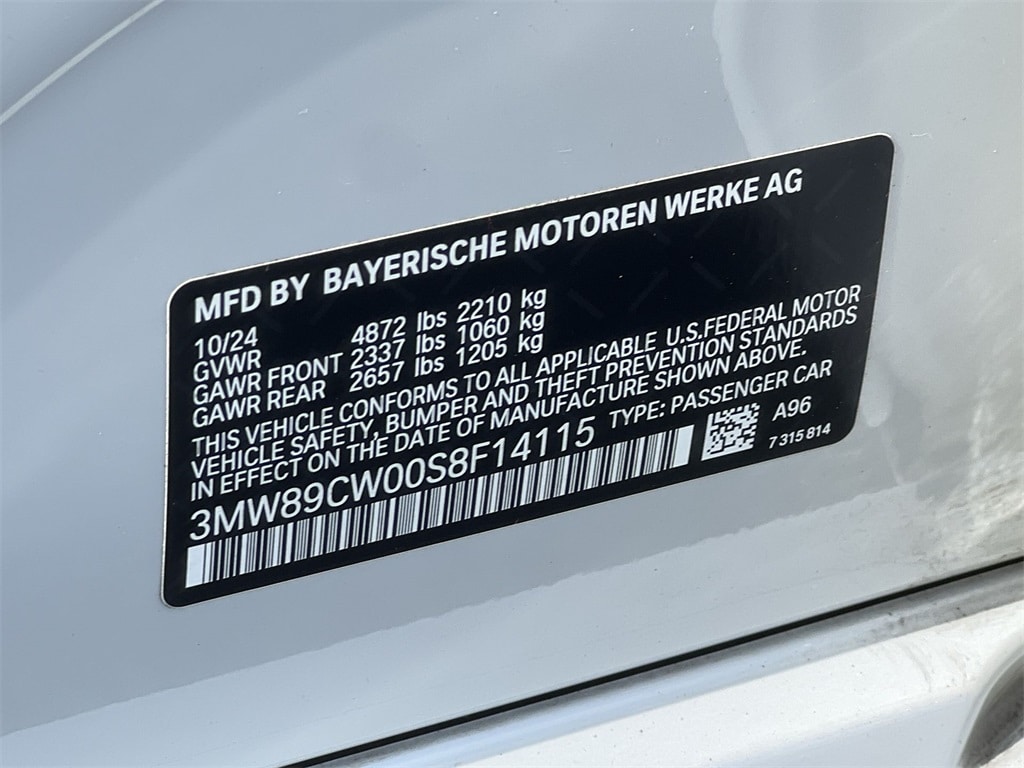 MFD BY BAYERISCHE MOTOREN WERKE AG
10/24
GVWR 4872 lbs 2210 kg
GAWR FRONT 2337 lbs 1060 kg
GAWR REAR 2657 lbs 1205 kg
THIS VEHICLE CONFORMS TO ALL APPLICABLE U.S.FEDERAL MOTOR
VEHICLE SAFETY, BUMPER AND THEFT PREVENTION STANDARDS
IN EFFECT ON THE DATE OF MANUFACTURE SHOWN ABOVE.
3MW89CW00S8F14115 TYPE: PASSENGER CAR
A96
7 315 814